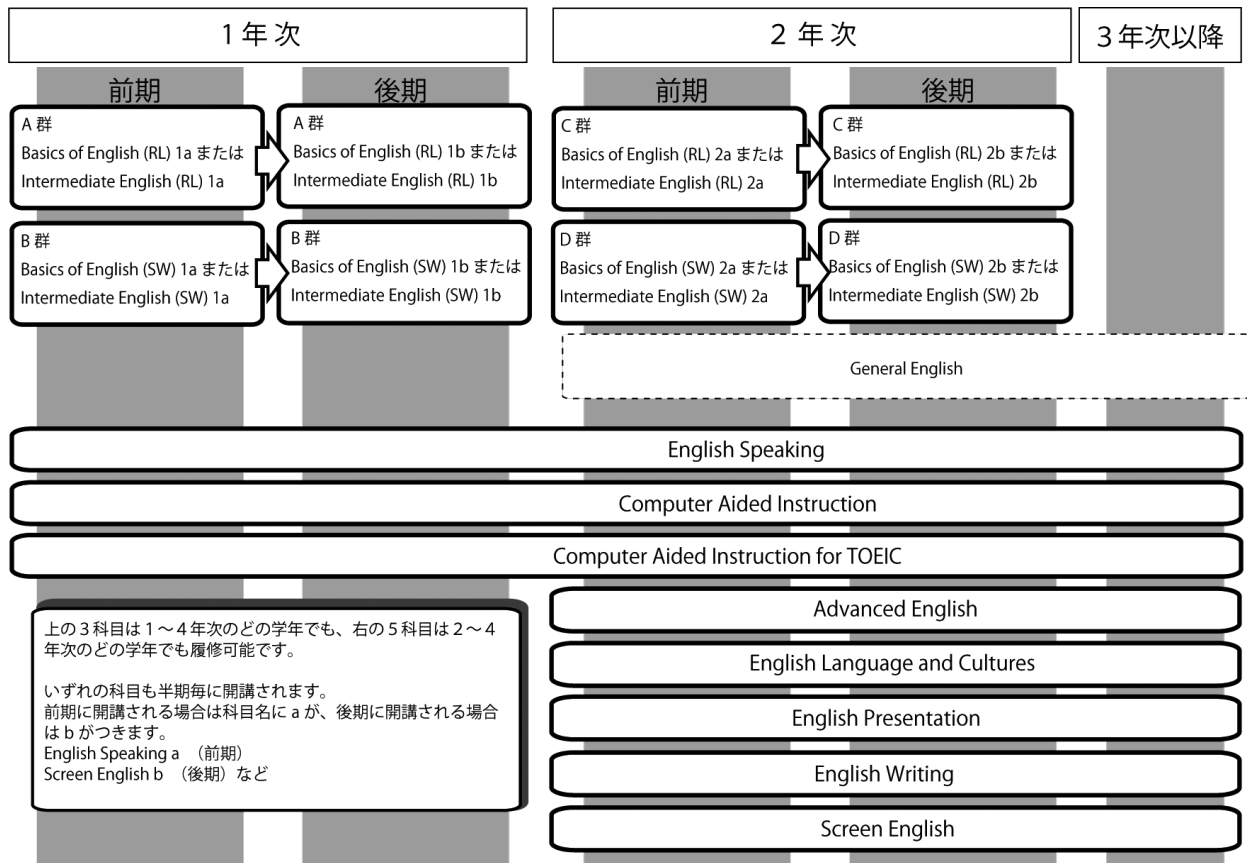 1年次
2年次
3年次以降
前期
後期
前期
後期
A 群
Basics of English (RL) 1a または
Intermediate English (RL) 1a
A 群
Basics of English (RL) 1b または
Intermediate English (RL) 1b
C 群
Basics of English (RL) 2a または
Intermediate English (RL) 2a
C 群
Basics of English (RL) 2b または
Intermediate English (RL) 2b
B 群
Basics of English (SW) 1a または
Intermediate English (SW) 1a
B 群
Basics of English (SW) 1b または
Intermediate English (SW) 1b
D 群
Basics of English (SW) 2a または
Intermediate English (SW) 2a
D 群
Basics of English (SW) 2b または
Intermediate English (SW) 2b
General English
English Speaking
Computer Aided Instruction
Computer Aided Instruction for TOEIC
上の3科目は1〜4年次のどの学年でも、右の5科目は2〜4
年次のどの学年でも履修可能です。
いずれの科目も半期毎に開講されます。
前期に開講される場合は科目名に a が、後期に開講される場合
は b がつきます。
English Speaking a （前期）
Screen English b （後期）など
Advanced English
English Language and Cultures
English Presentation
English Writing
Screen English